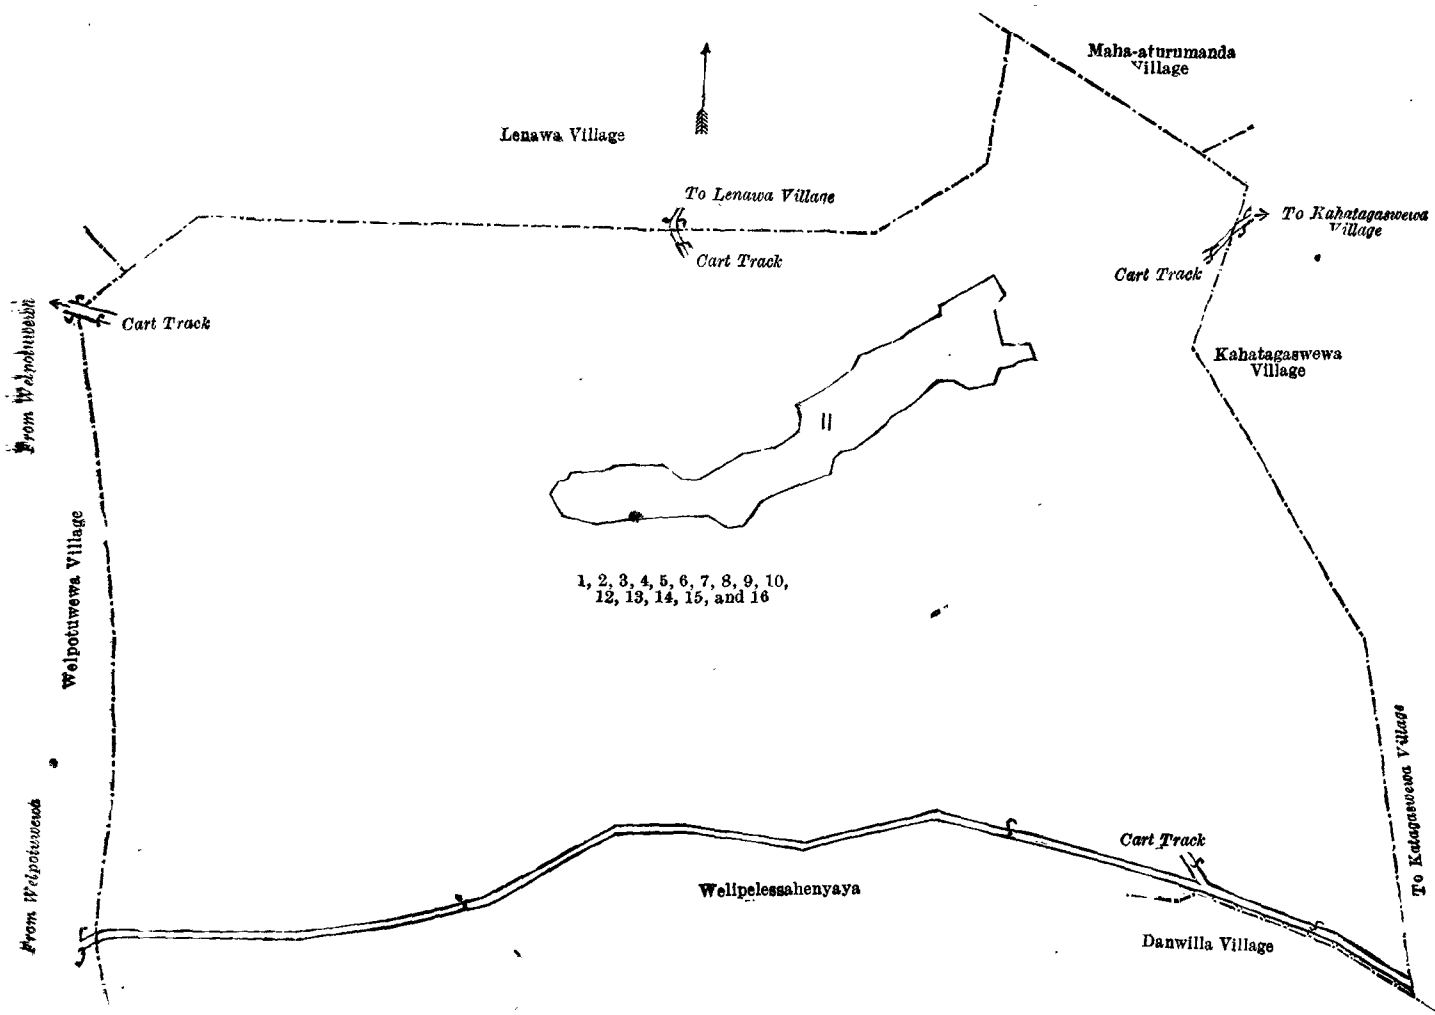 Maha-aturumanda
Village
Lenawa Village
To Lenawa Village
Cart Track
To Kahatagaswewa
Village
Cart Track
Cart Track
From Welpotuwewa
Kahatagaswewa
Village
11
Welpotuwewa Village
1, 2, 3, 4, 5, 6, 7, 8, 9, 10,
12, 13, 14, 15, and 16
To Katagaswewa Village
From Welpotuwewa
Cart Track
Welipelessahenyaya
Danwilla Village